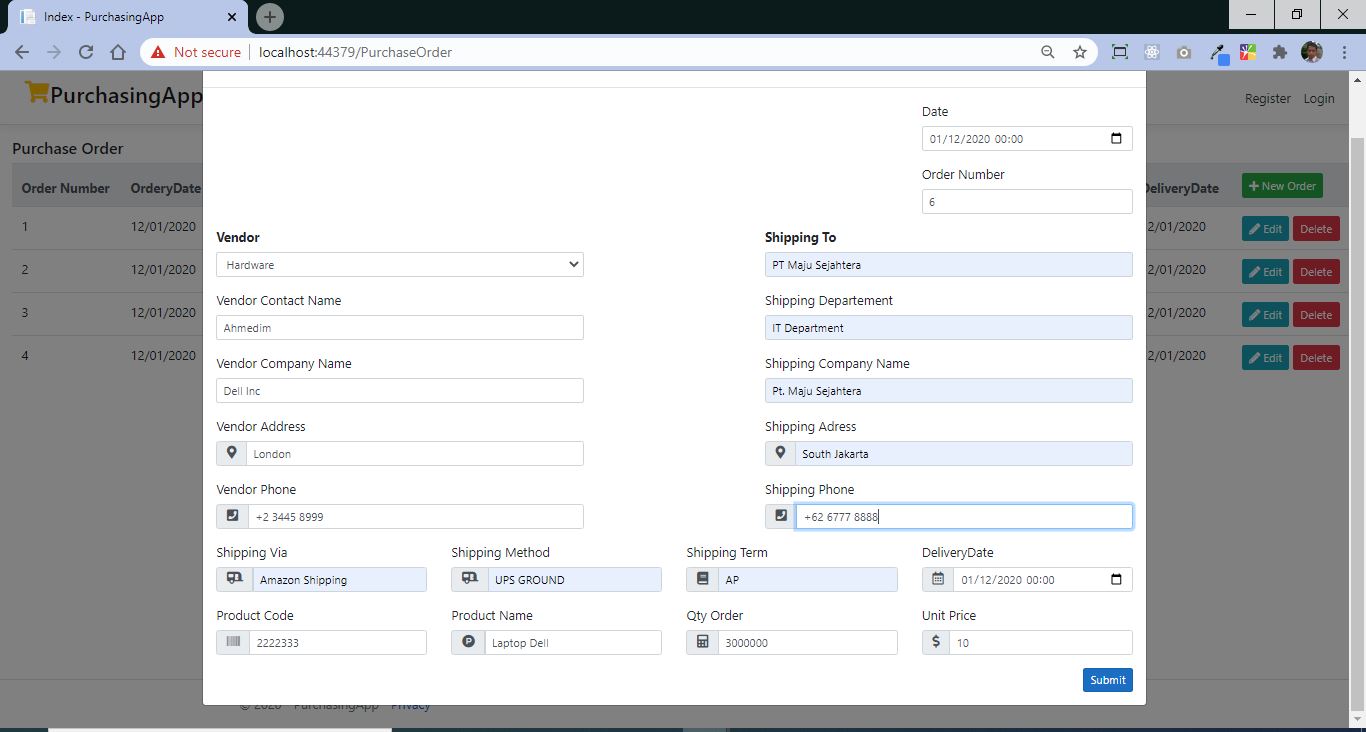 Index - PurchasingApp
Not secure
localhost:44379/PurchaseOrder
PurchasingApp
Register Login
Purchase Order
Order Number OrderyDate
DeliveryDate New Order
1 12/01/2020
2/01/2020 Edit Delete
2 12/01/2020
2/01/2020 Edit Delete
3 12/01/2020
2/01/2020 Edit Delete
4 12/01/2020
2/01/2020 Edit Delete
Date
01/12/2020 00:00
Order Number
6
Vendor Shipping To
Hardware PT Maju Sejahtera
Vendor Contact Name Shipping Departement
Ahmedim IT Department
Vendor Company Name Shipping Company Name
Dell Inc Pt. Maju Sejahtera
Vendor Address Shipping Adress
London South Jakarta
Vendor Phone Shipping Phone
+2 3445 8999 +62 6777 8888
Shipping Via Shipping Method Shipping Term DeliveryDate
Amazon Shipping UPS GROUND AP 01/12/2020 00:00
Product Code Product Name Qty Order Unit Price
2222333 Laptop Dell 3000000 10
Submit
© 2020 - PurchasingApp - Privacy